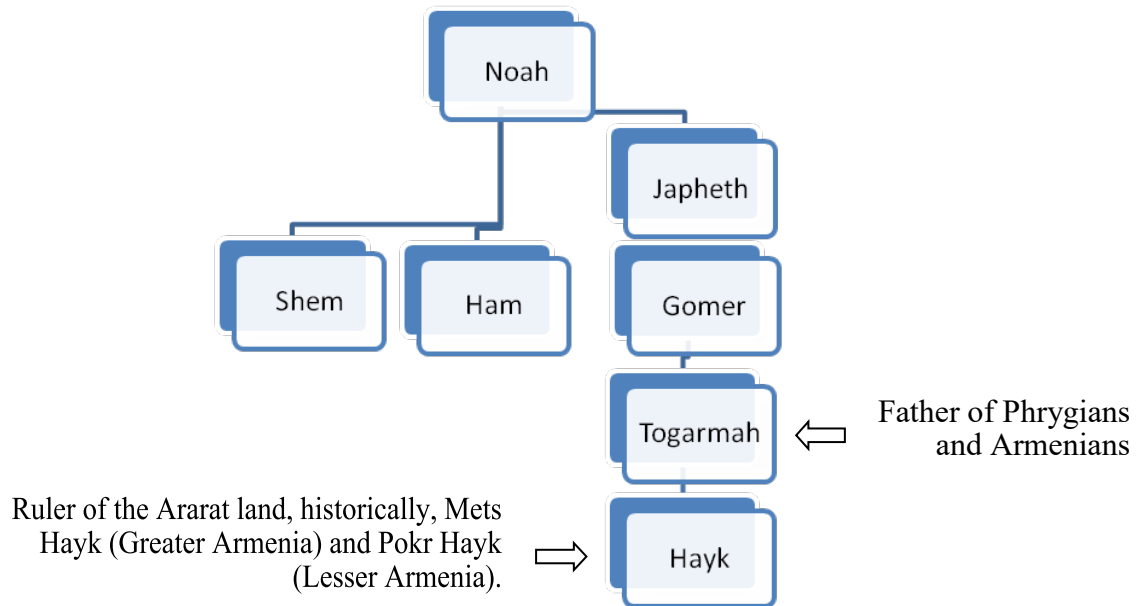 Noah
Japheth
Shem
Ham
Gomer
Togarmah
Father of Phrygians
and Armenians
Ruler of the Ararat land, historically, Mets
Hayk (Greater Armenia) and Pokr Hayk
(Lesser Armenia).
Hayk